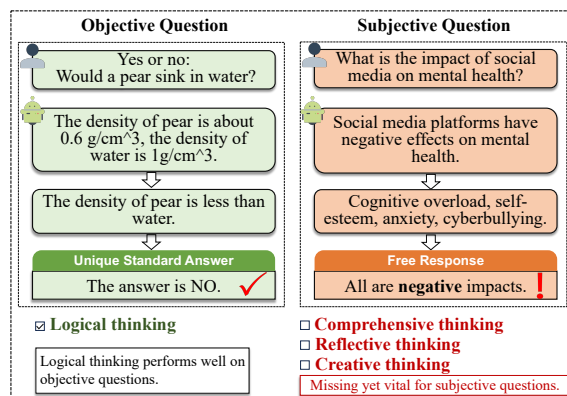 Objective Question
Yes or no:
Would a pear sink in water?
The density of pear is about
0.6 g/cm^3, the density of
water is 1g/cm^3.
The density of pear is less than
water.
Unique Standard Answer
The answer is NO.
Logical thinking
Logical thinking performs well on
objective questions.
Subjective Question
What is the impact of social
media on mental health?
Social media platforms have
negative effects on mental
health.
Cognitive overload, self-
esteem, anxiety, cyberbullying.
Free Response
All are negative impacts.
Comprehensive thinking
Reflective thinking
Creative thinking
Missing yet vital for subjective questions.